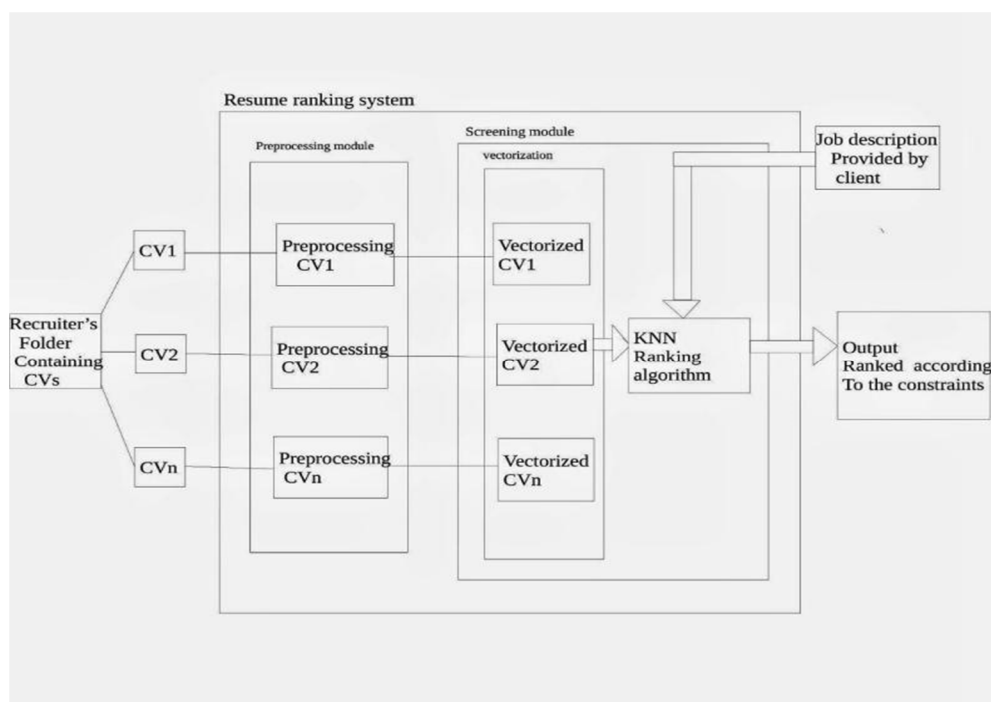 Resume ranking system
Screening module
Preprocessing module
vectorization
Job description
Provided by
client
CV1
Preprocessing
CV1
Vectorized
CV1
Recruiter's
Folder
Containing
CVs
CV2
Preprocessing
CV2
Vectorized
CV2
KNN
Ranking
algorithm
Output
Ranked according
To the constraints
CVn
Preprocessing
CVn
Vectorized
CVn